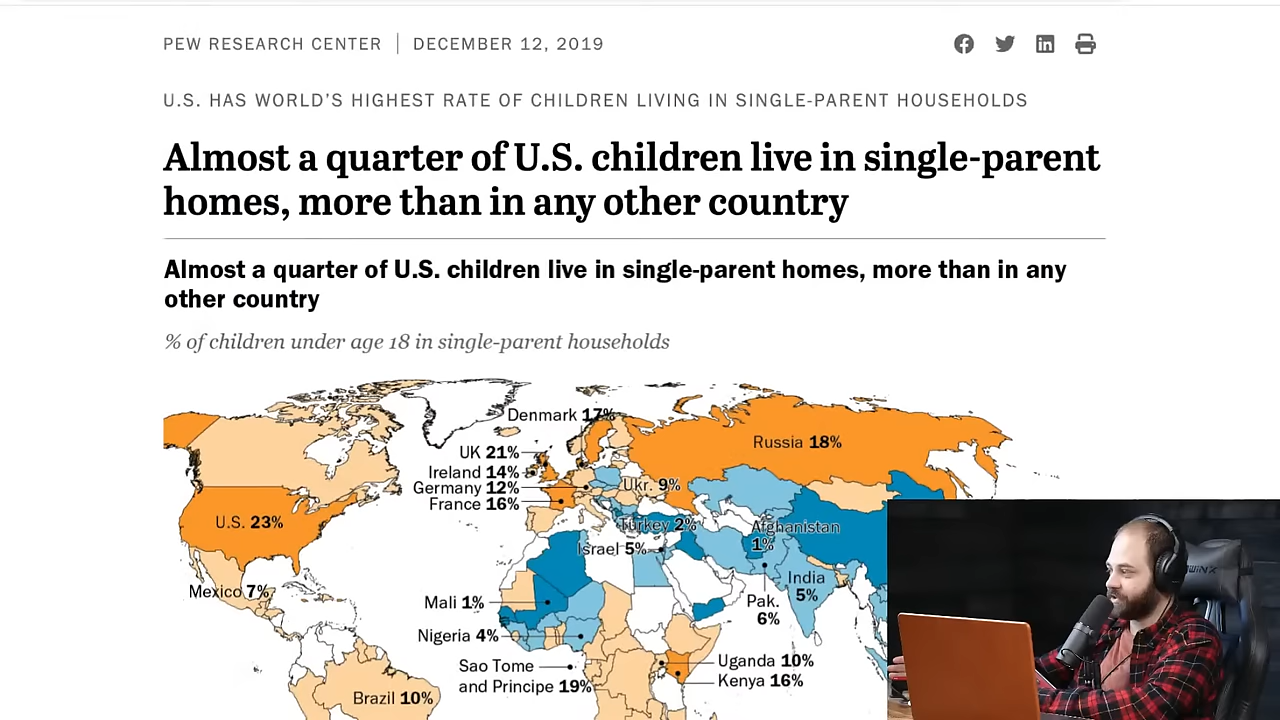 PEW RESEARCH CENTER | DECEMBER 12, 2019
U.S. HAS WORLD'S HIGHEST RATE OF CHILDREN LIVING IN SINGLE-PARENT HOUSEHOLDS
Almost a quarter of U.S. children live in single-parent
homes, more than in any other country
Almost a quarter of U.S. children live in single-parent homes, more than in any
other country
% of children under age 18 in single-parent households
Denmark 17%
Russia 18%
UK 21%
Ireland 14%
Germany 12%
France 16%
Ukr. 9%
U.S. 23%
Turkey 2%
Afghanistan
1%
Israel 5%
India
5%
Mexico 7%
Mali 1%
Pak.
6%
Nigeria 4%
Sao Tome
and Principe 19%
Uganda 10%
Kenya 16%
Brazil 10%